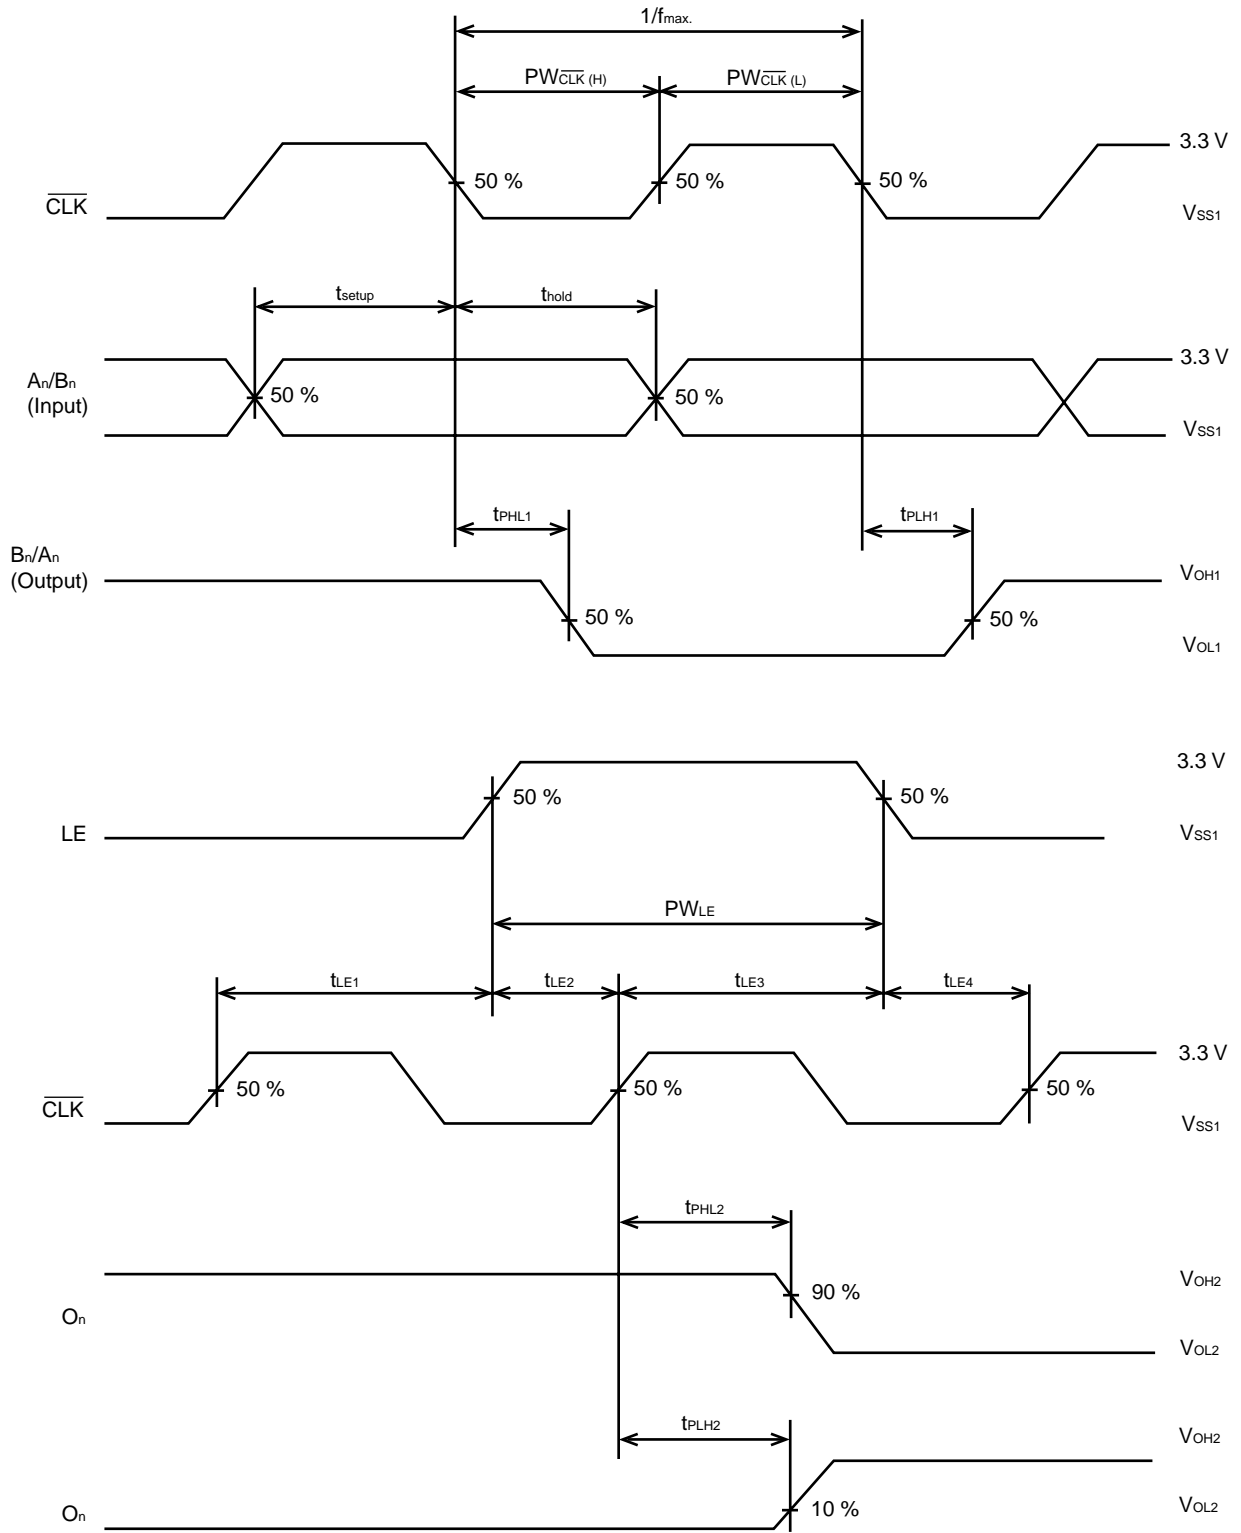 1/fmax.
PWCLK (H) PWCLK (L)
3.3 V
50 % 50 % 50 %
CLK
VSS1
tsetup thold
3.3 V
An/Bn
(Input)
50 % 50 %
VSS1
tPHL1 tPLH1
Bn/An
(Output)
VOH1
50 % 50 %
VOL1
3.3 V
50 % 50 %
LE
VSS1
PWLE
tLE1 tLE2 tLE3 tLE4
3.3 V
50 % 50 % 50 %
CLK
VSS1
tPHL2
VOH2
90 %
On
VOL2
tPLH2
VOH2
VOL2
On
10 %